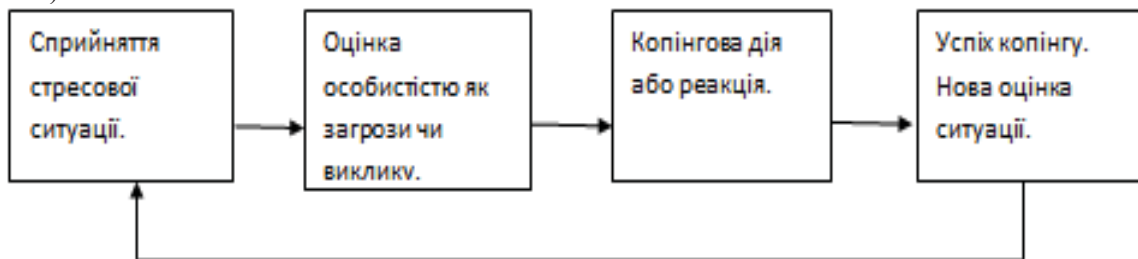 Сприйняття
стресової
ситуації.
Оцінка
особистістю як
загрози чи
виклику.
Копінгова дія
або реакція.
Успіх копінгу.
Нова оцінка
ситуації.